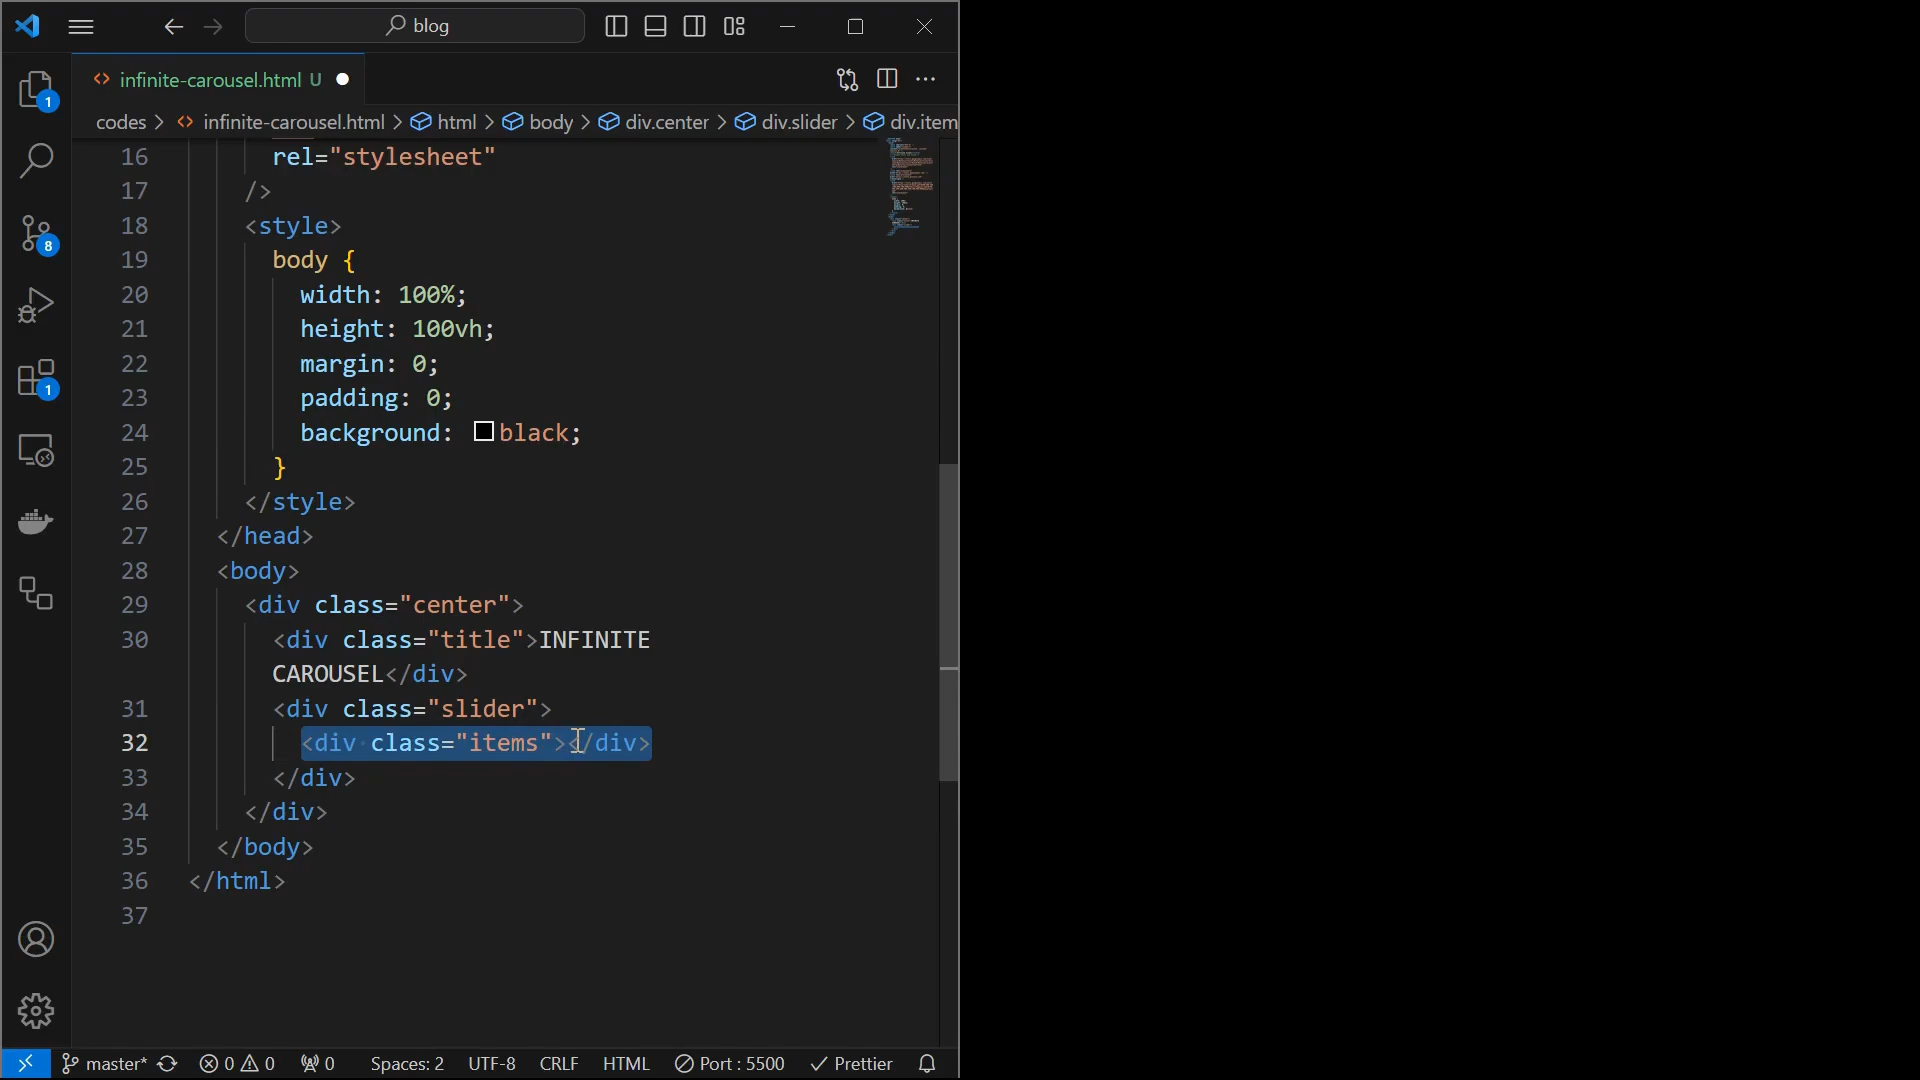 blog
infinite-carousel.html U
codes > infinite-carousel.html > html > body > div.center > div.slider > div.item
16 rel="stylesheet"
17 />
18 <style>
19 body {
20 width: 100%;
21 height: 100vh;
22 margin: 0;
23 padding: 0;
24 background: black;
25 }
26 </style>
27 </head>
28 <body>
29 <div class="center">
30 <div class="title">INFINITE
CAROUSEL</div>
31 <div class="slider">
32 <div class="items"></div>
33 </div>
34 </div>
35 </body>
36 </html>
37
1
8
1
master* 0 0 0 Spaces: 2 UTF-8 CRLF HTML Port : 5500 Prettier